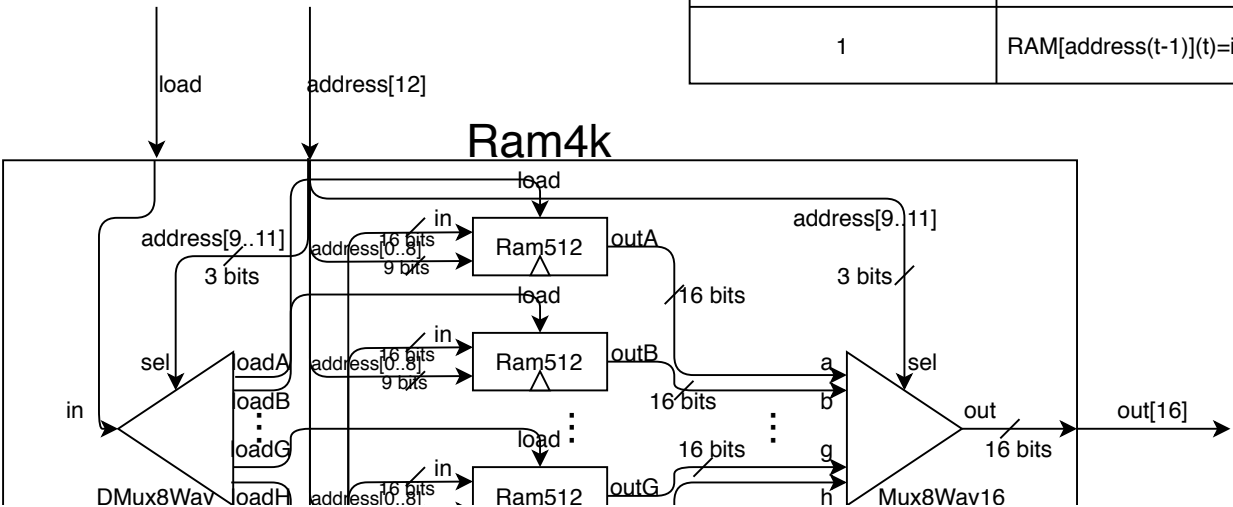 1
RAM[address(t-1)](t)=i
load
address[12]
Ram4k
load
in
16 bits
address[0..8]
9 bits
Ram512
outA
address[9..11]
3 bits
address[9..11]
3 bits
16 bits
load
in
16 bits
address[0..8]
9 bits
Ram512
outB
sel
loadA
loadB
in
16 bits
a
b
sel
out
16 bits
out[16]
loadG
load
in
16 bits
address[0..8]
Ram512
outG
16 bits
g
h
DMux8Way
loadH
Mux8Way16